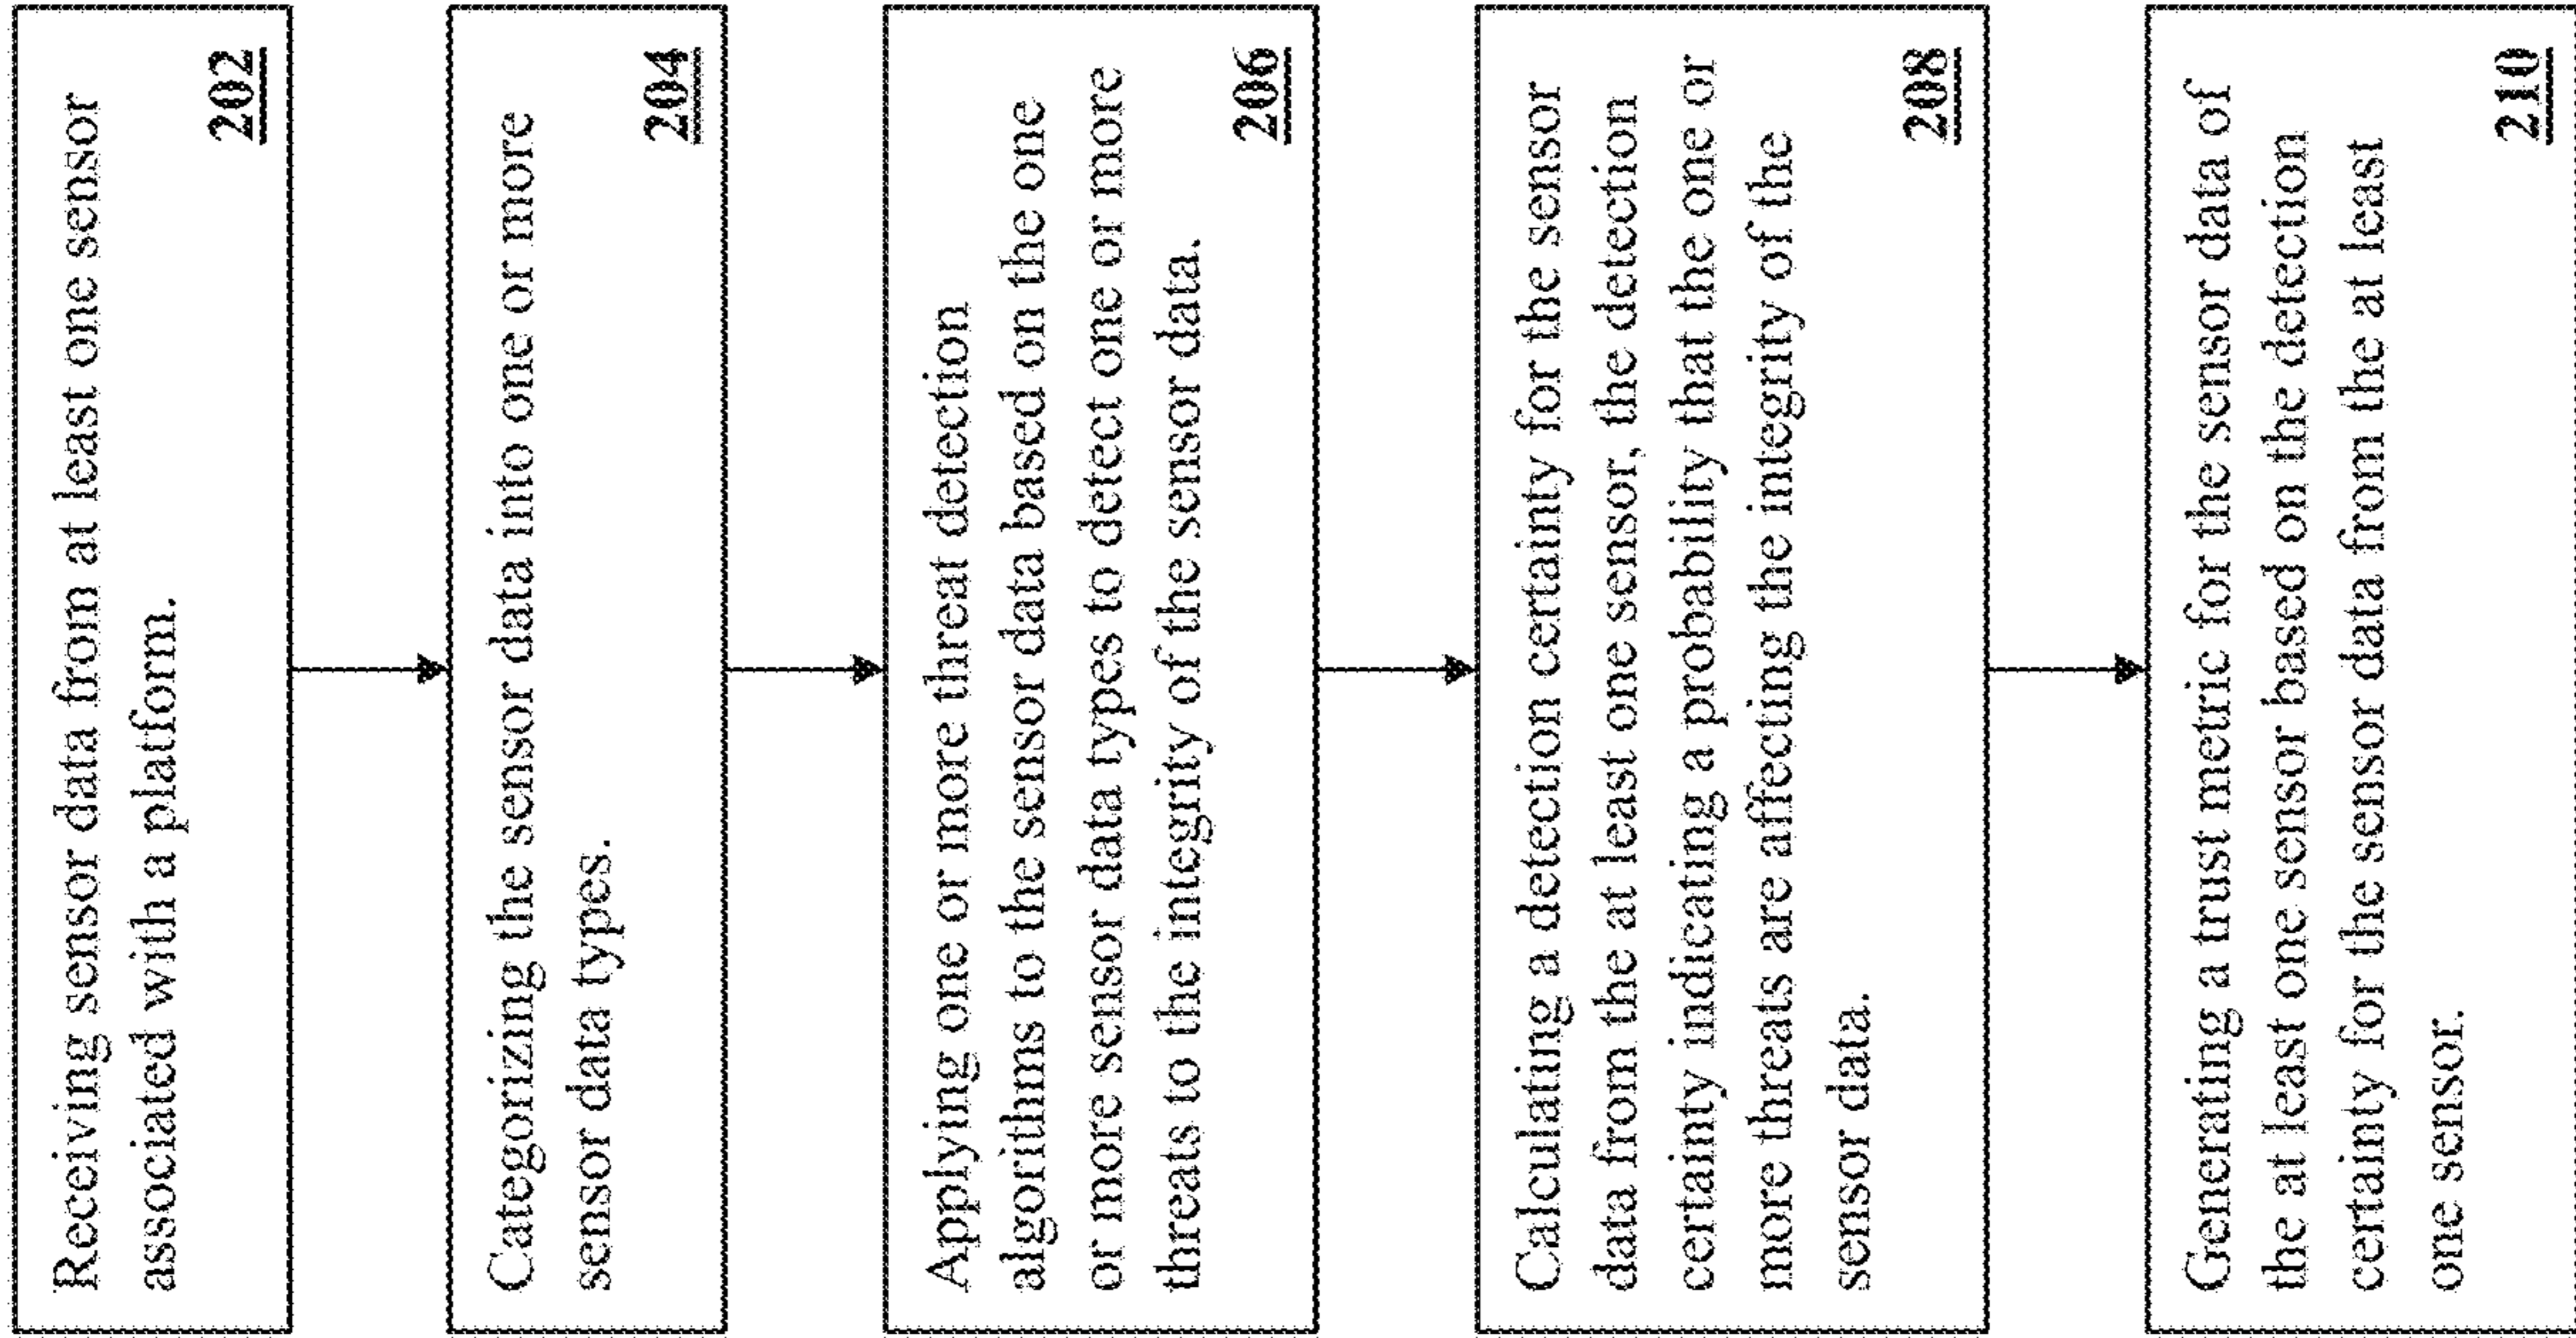 Receiving sensor data from at least one sensor
associated with a platform.
202
Categorizing the sensor data into one or more
sensor data types.
204
Applying one or more threat detection
algorithms to the sensor data based on the one
or more sensor data types to detect one or more
threats to the integrity of the sensor data.
206
Calculating a detection certainty for the sensor
data from the at least one sensor, the detection
certainty indicating a probability that the one or
more threats are affecting the integrity of the
sensor data.
208
Generating a trust metric for the sensor data of
the at least one sensor based on the detection
certainty for the sensor data from the at least
one sensor.
210